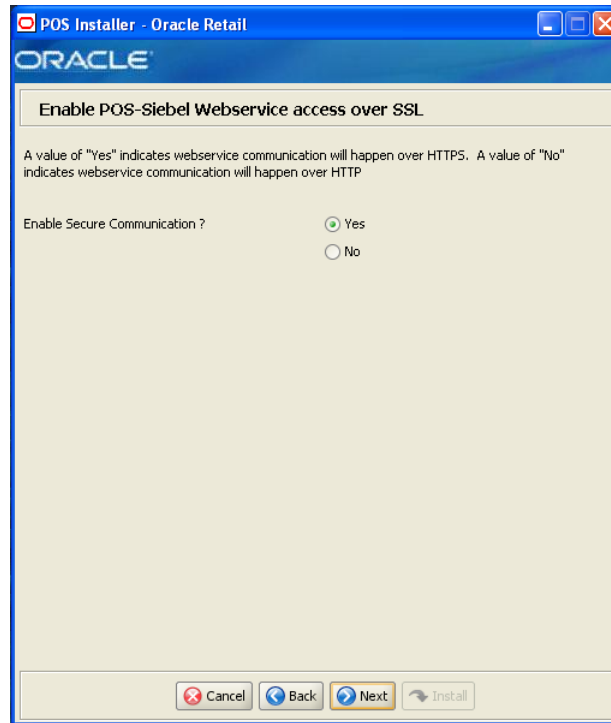 POS Installer - Oracle Retail
ORACLE
Enable POS-Siebel Webservice access over SSL
A value of "Yes" indicates webservice communication will happen over HTTPS. A value of "No"
indicates webservice communication will happen over HTTP
Enable Secure Communication ?
Yes
No
Cancel
Back
Next
Install